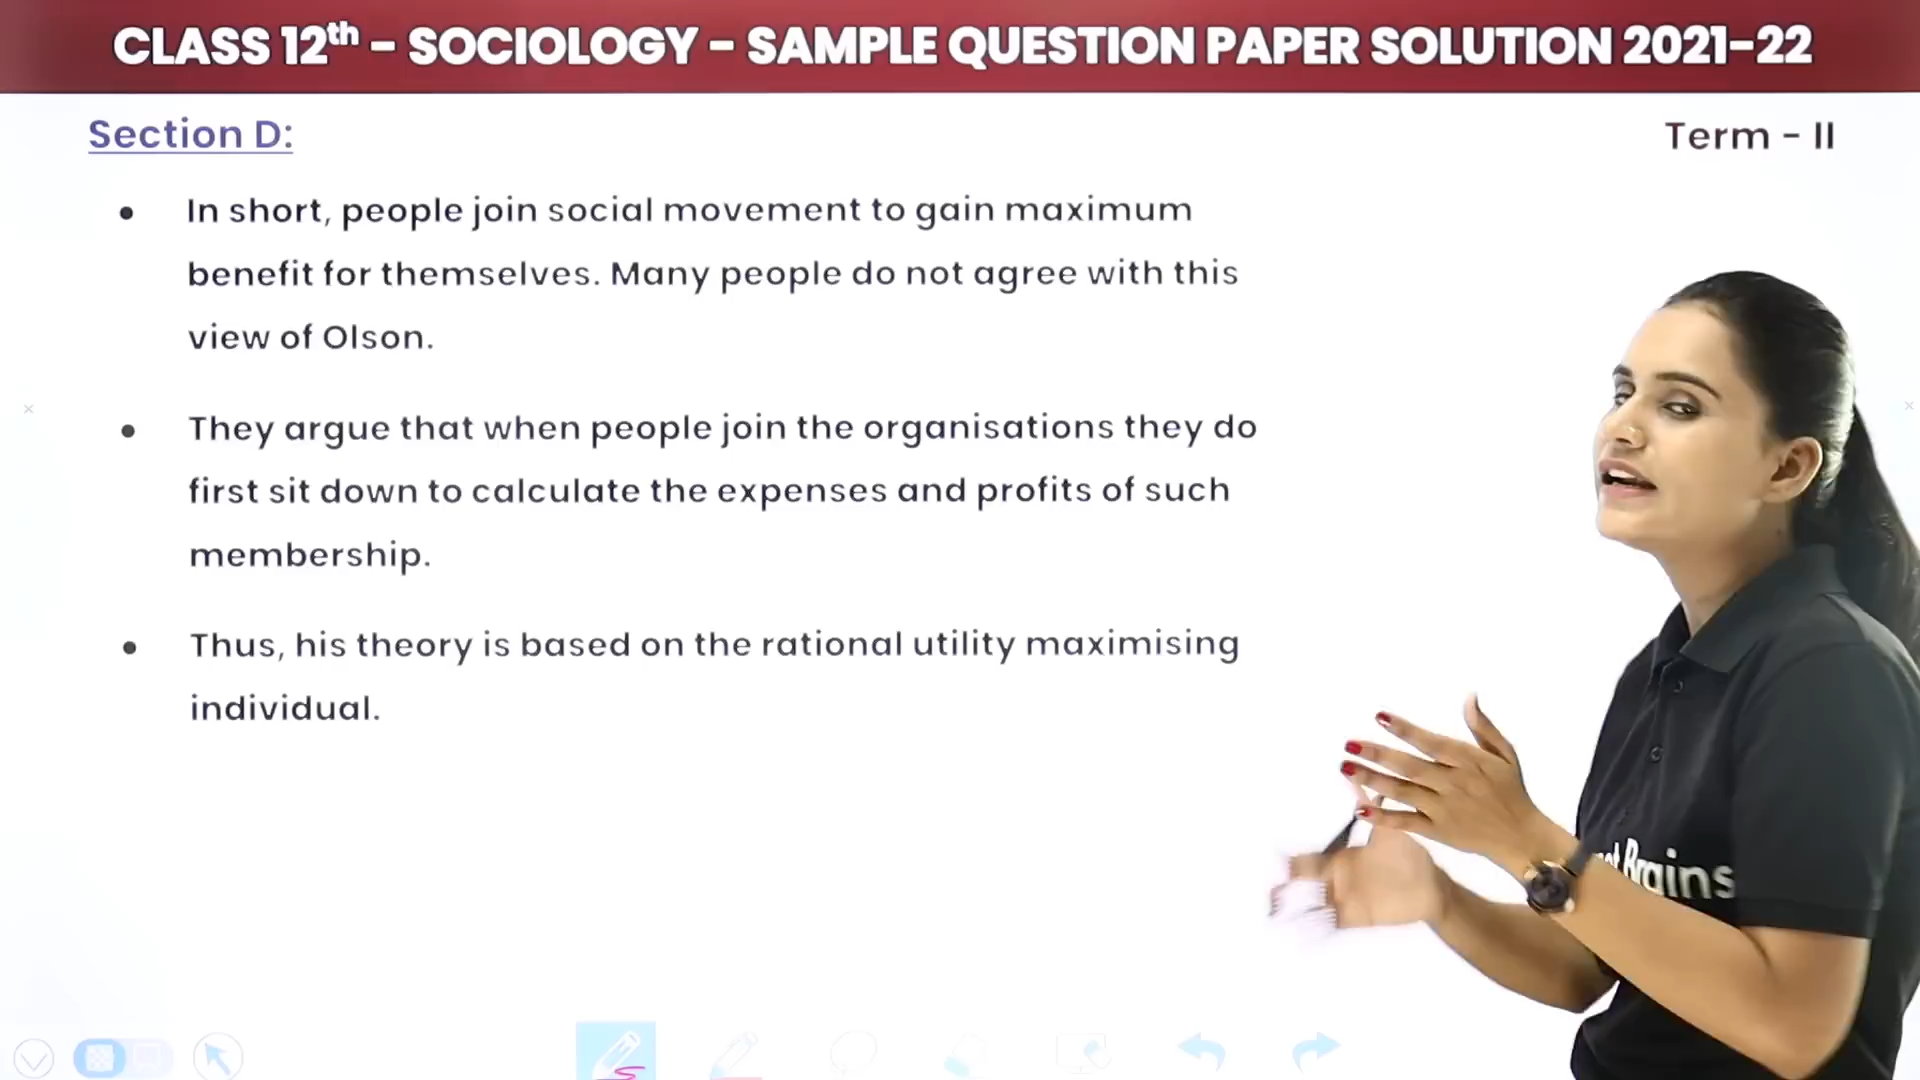 CLASS 12th - SOCIOLOGY - SAMPLE QUESTION PAPER SOLUTION 2021-22
Section D:
Term - II
• In short, people join social movement to gain maximum
benefit for themselves. Many people do not agree with this
view of Olson.
• They argue that when people join the organisations they do
first sit down to calculate the expenses and profits of such
membership.
• Thus, his theory is based on the rational utility maximising
individual.
Brains